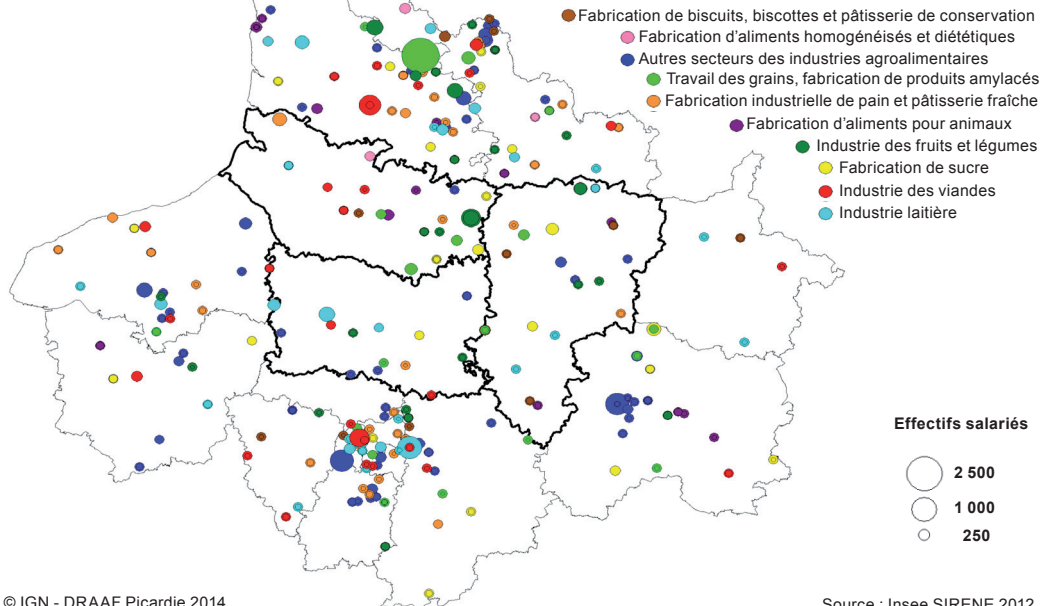 Fabrication de biscuits, biscottes et pâtisserie de conservation
Fabrication d'aliments homogénéisés et diététiques
Autres secteurs des industries agroalimentaires
Travail des grains, fabrication de produits amylacés
Fabrication industrielle de pain et pâtisserie fraîche
Fabrication d'aliments pour animaux
Industrie des fruits et légumes
Fabrication de sucre
Industrie des viandes
Industrie laitière
Effectifs salariés
2 500
1 000
250
© IGN - DRAAF Picardie 2014
Source : Insee SIRENE 2012